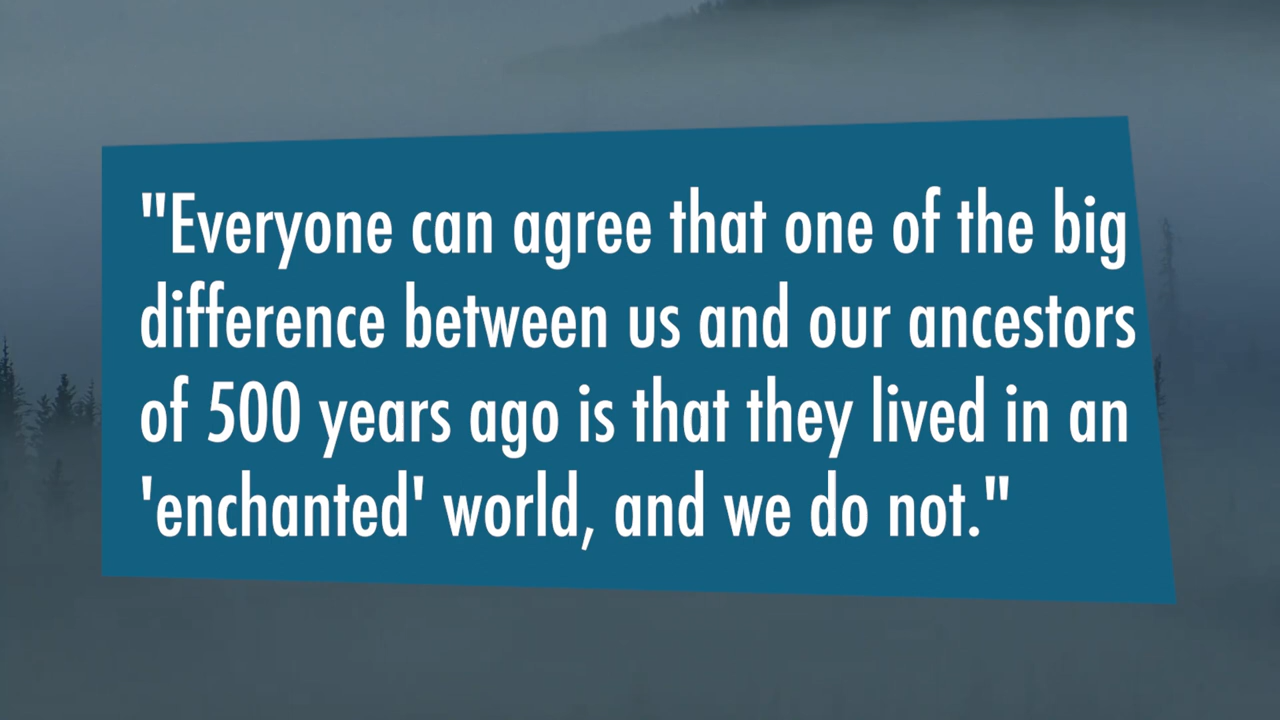 "Everyone can agree that one of the big
difference between us and our ancestors
of 500 years ago is that they lived in an
'enchanted' world, and we do not."